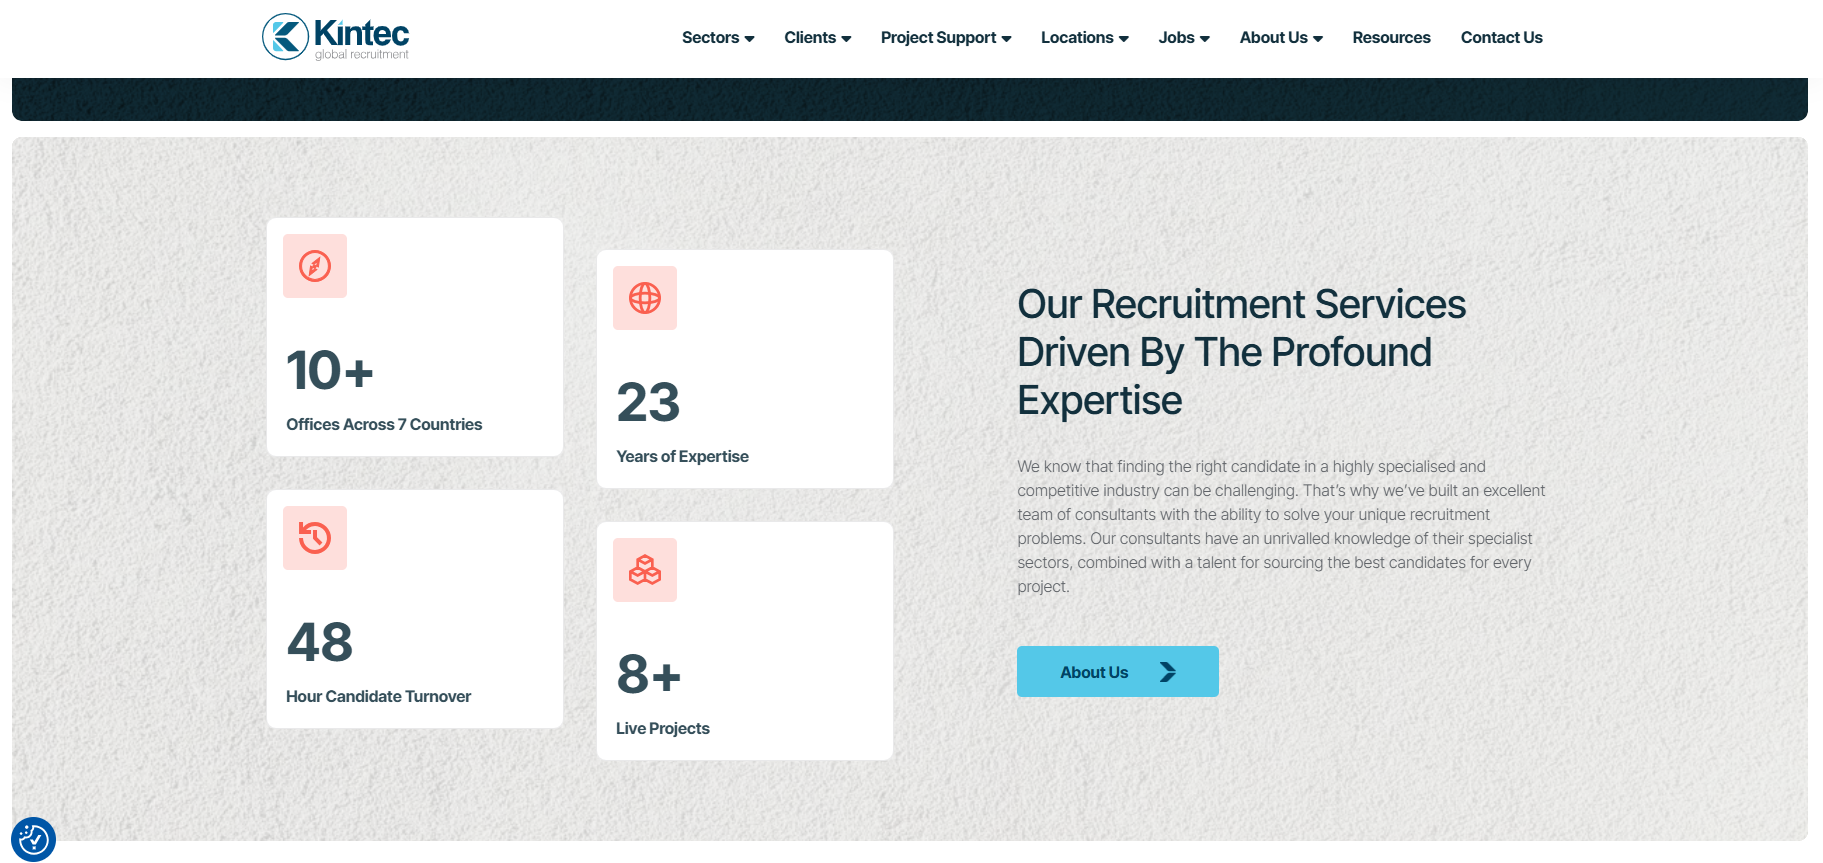 Kintec
global recruitment
Sectors
Clients
Project Support
Locations
Jobs
About Us
Resources
Contact Us
10+
Offices Across 7 Countries
23
Years of Expertise
48
Hour Candidate Turnover
8+
Live Projects
Our Recruitment Services
Driven By The Profound
Expertise
We know that finding the right candidate in a highly specialised and
competitive industry can be challenging. That’s why we’ve built an excellent
team of consultants with the ability to solve your unique recruitment
problems. Our consultants have an unrivalled knowledge of their specialist
sectors, combined with a talent for sourcing the best candidates for every
project.
About Us